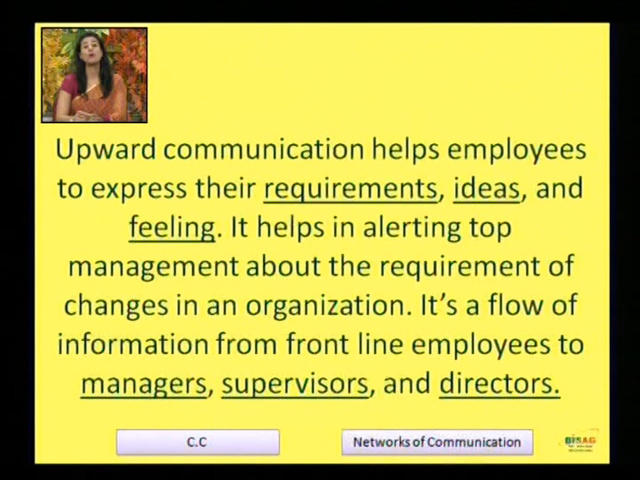 Upward communication helps employees
to express their requirements, ideas, and
feeling. It helps in alerting top
management about the requirement of
changes in an organization. It's a flow of
information from front line employees to
managers, supervisors, and directors.
C.C
Networks of Communication
BISAG